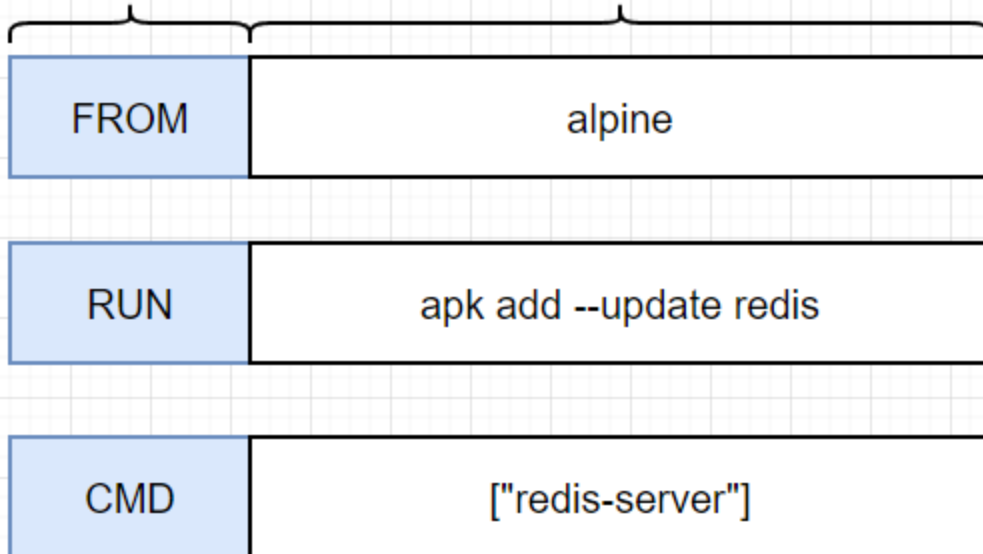 FROM alpine
RUN apk add --update redis
CMD ["redis-server"]